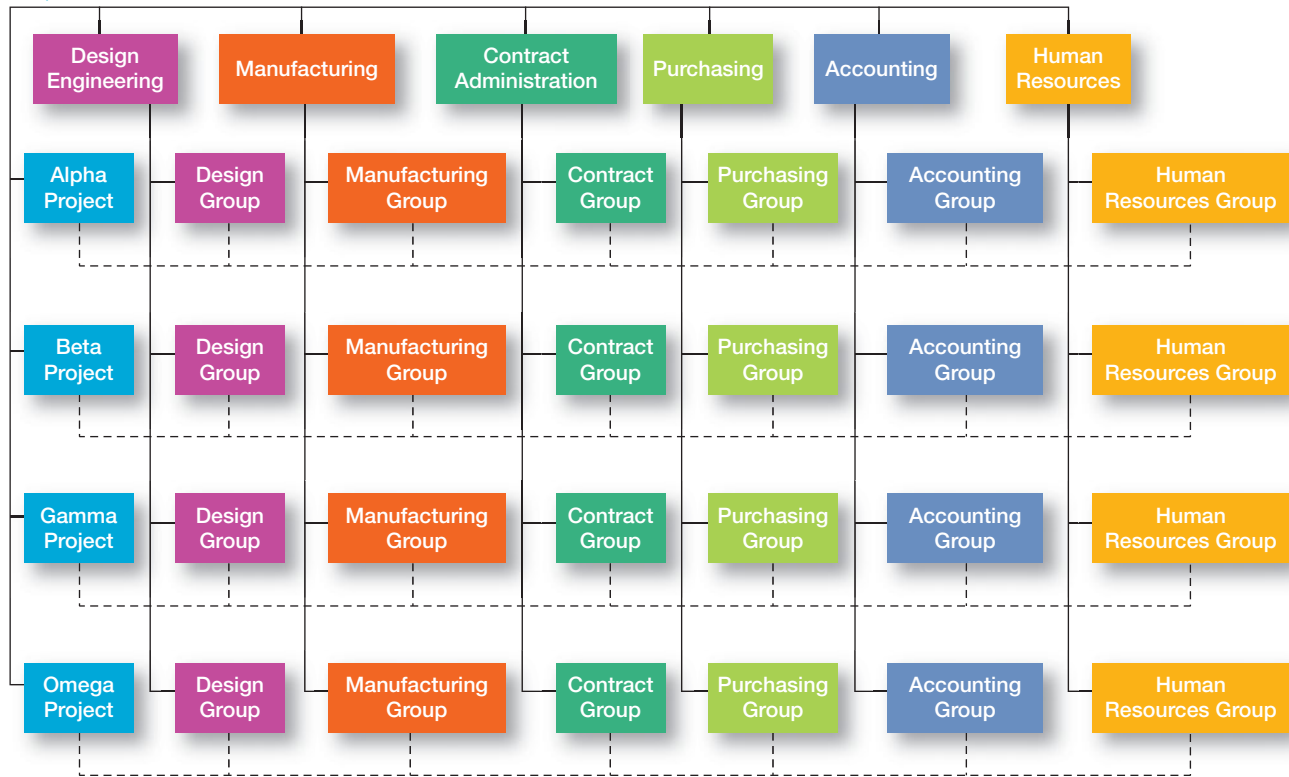 Design
Engineering
Manufacturing
Contract
Administration
Purchasing
Accounting
Human
Resources
Alpha
Project
Design
Group
Manufacturing
Group
Contract
Group
Purchasing
Group
Accounting
Group
Human
Resources Group
Beta
Project
Design
Group
Manufacturing
Group
Contract
Group
Purchasing
Group
Accounting
Group
Human
Resources Group
Gamma
Project
Design
Group
Manufacturing
Group
Contract
Group
Purchasing
Group
Accounting
Group
Human
Resources Group
Omega
Project
Design
Group
Manufacturing
Group
Contract
Group
Purchasing
Group
Accounting
Group
Human
Resources Group